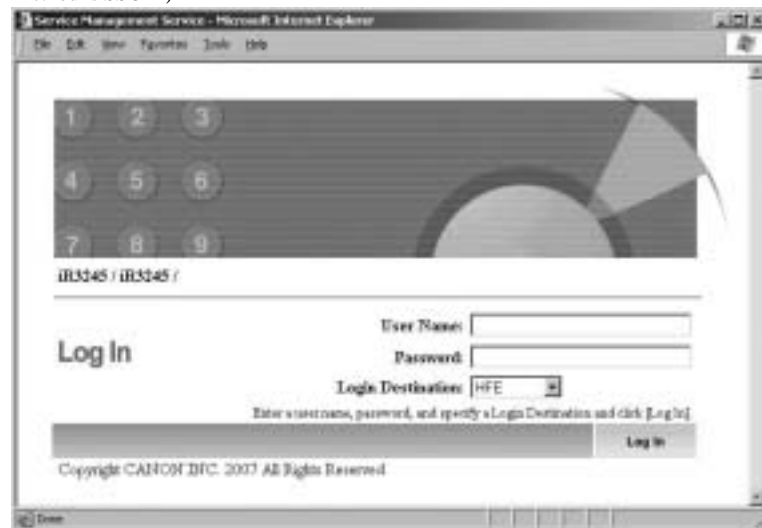 Service Management Service - Microsoft Internet Explorer
File Edit View Favorites Tools Help
1 2 3
4 5 6
7 8 9
iR3245 / iR3245 /
Log In
User Name:
Password:
Login Destination: HFE
Enter a user name, password, and specify a Login Destination and click [Log In]
Log In
Copyright CANON INC. 2007 All Rights Reserved
Done